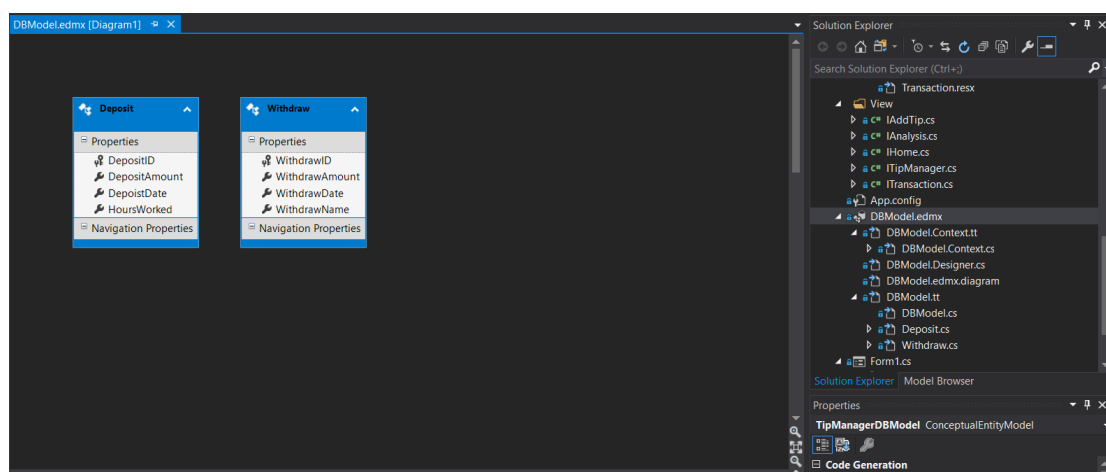 DBModel.edmx [Diagram1]
Deposit
Properties
DepositID
DepositAmount
DepoistDate
HoursWorked
Navigation Properties
Withdraw
Properties
WithdrawID
WithdrawAmount
WithdrawDate
WithdrawName
Navigation Properties
Solution Explorer
Search Solution Explorer (Ctrl+;)
Transaction.resx
View
C# IAddTip.cs
C# IAnalysis.cs
C# IHome.cs
C# ITipManager.cs
C# ITransaction.cs
App.config
DBModel.edmx
DBModel.Context.tt
DBModel.Context.cs
DBModel.Designer.cs
DBModel.edmx.diagram
DBModel.tt
DBModel.cs
Deposit.cs
Withdraw.cs
Form1.cs
Solution Explorer Model Browser
Properties
TipManagerDBModel ConceptualEntityModel
Code Generation